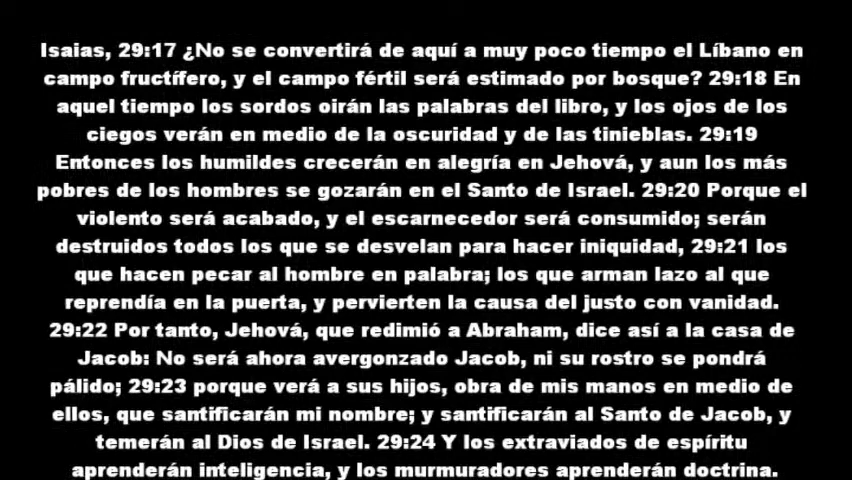 Isaias, 29:17 ¿No se convertirá de aquí a muy poco tiempo el Líbano en
campo fructífero, y el campo fértil será estimado por bosque? 29:18 En
aquel tiempo los sordos oirán las palabras del libro, y los ojos de los
ciegos verán en medio de la oscuridad y de las tinieblas. 29:19
Entonces los humildes crecerán en alegría en Jehová, y aun los más
pobres de los hombres se gozarán en el Santo de Israel. 29:20 Porque el
violento será acabado, y el escarnecedor será consumido; serán
destruidos todos los que se desvelan para hacer iniquidad, 29:21 los
que hacen pecar al hombre en palabra; los que arman lazo al que
reprendía en la puerta, y pervierten la causa del justo con vanidad.
29:22 Por tanto, Jehová, que redimió a Abraham, dice así a la casa de
Jacob: No será ahora avergonzado Jacob, ni su rostro se pondrá
pálido; 29:23 porque verá a sus hijos, obra de mis manos en medio de
ellos, que santificarán mi nombre; y santificarán al Santo de Jacob, y
temerán al Dios de Israel. 29:24 Y los extraviados de espíritu
aprenderán inteligencia, y los murmuradores aprenderán doctrina.